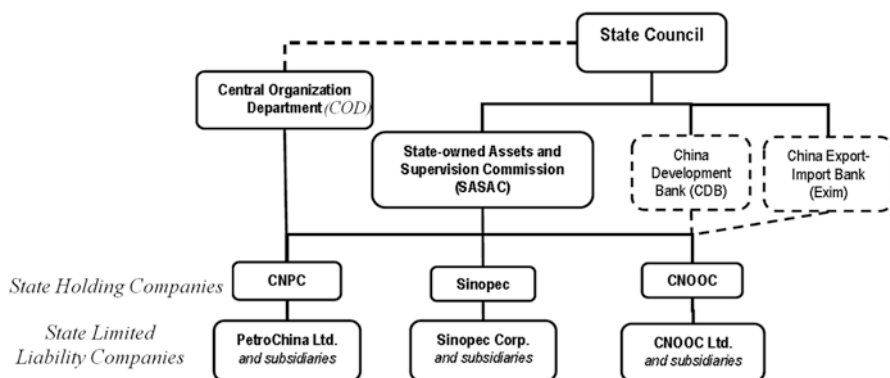 State Council
Central Organization
Department(COD)
State-owned Assets and
Supervision Commission
(SASAC)
China
Development
Bank (CDB)
China Export-
Import Bank
(Exim)
State Holding Companies
CNPC
Sinopec
CNOOC
State Limited
Liability Companies
PetroChina Ltd.
and subsidiaries
Sinopec Corp.
and subsidiaries
CNOOC Ltd.
and subsidiaries